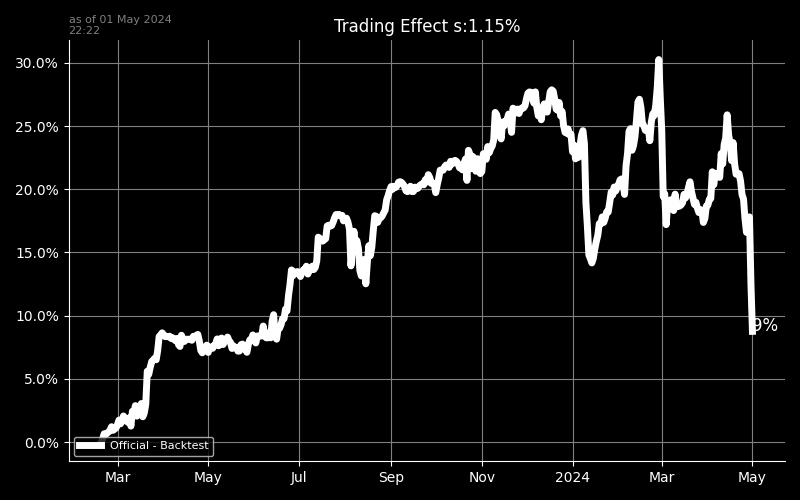 as of 01 May 2024
22:22
Trading Effect s:1.15%
30.0%
25.0%
20.0%
15.0%
10.0%
5.0%
0.0%
9%
Official - Backtest
Mar May Jul Sep Nov 2024 Mar May